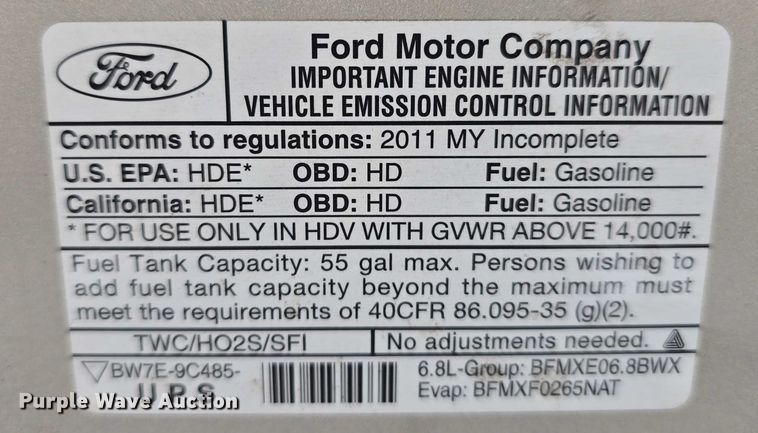 Ford
Ford Motor Company
IMPORTANT ENGINE INFORMATION/
VEHICLE EMISSION CONTROL INFORMATION
Conforms to regulations: 2011 MY Incomplete
U.S. EPA: HDE* OBD: HD Fuel: Gasoline
California: HDE* OBD: HD Fuel: Gasoline
* FOR USE ONLY IN HDV WITH GVWR ABOVE 14,000#.
Fuel Tank Capacity: 55 gal max. Persons wishing to
add fuel tank capacity beyond the maximum must
meet the requirements of 40CFR 86.095-35 (g)(2).
TWC/HO2S/SFI No adjustments needed.
BW7E-9C485- 6.8L-Group: BFMXE06.8BWX
Evap: BFMXF0265NAT
Purple Wave Auction